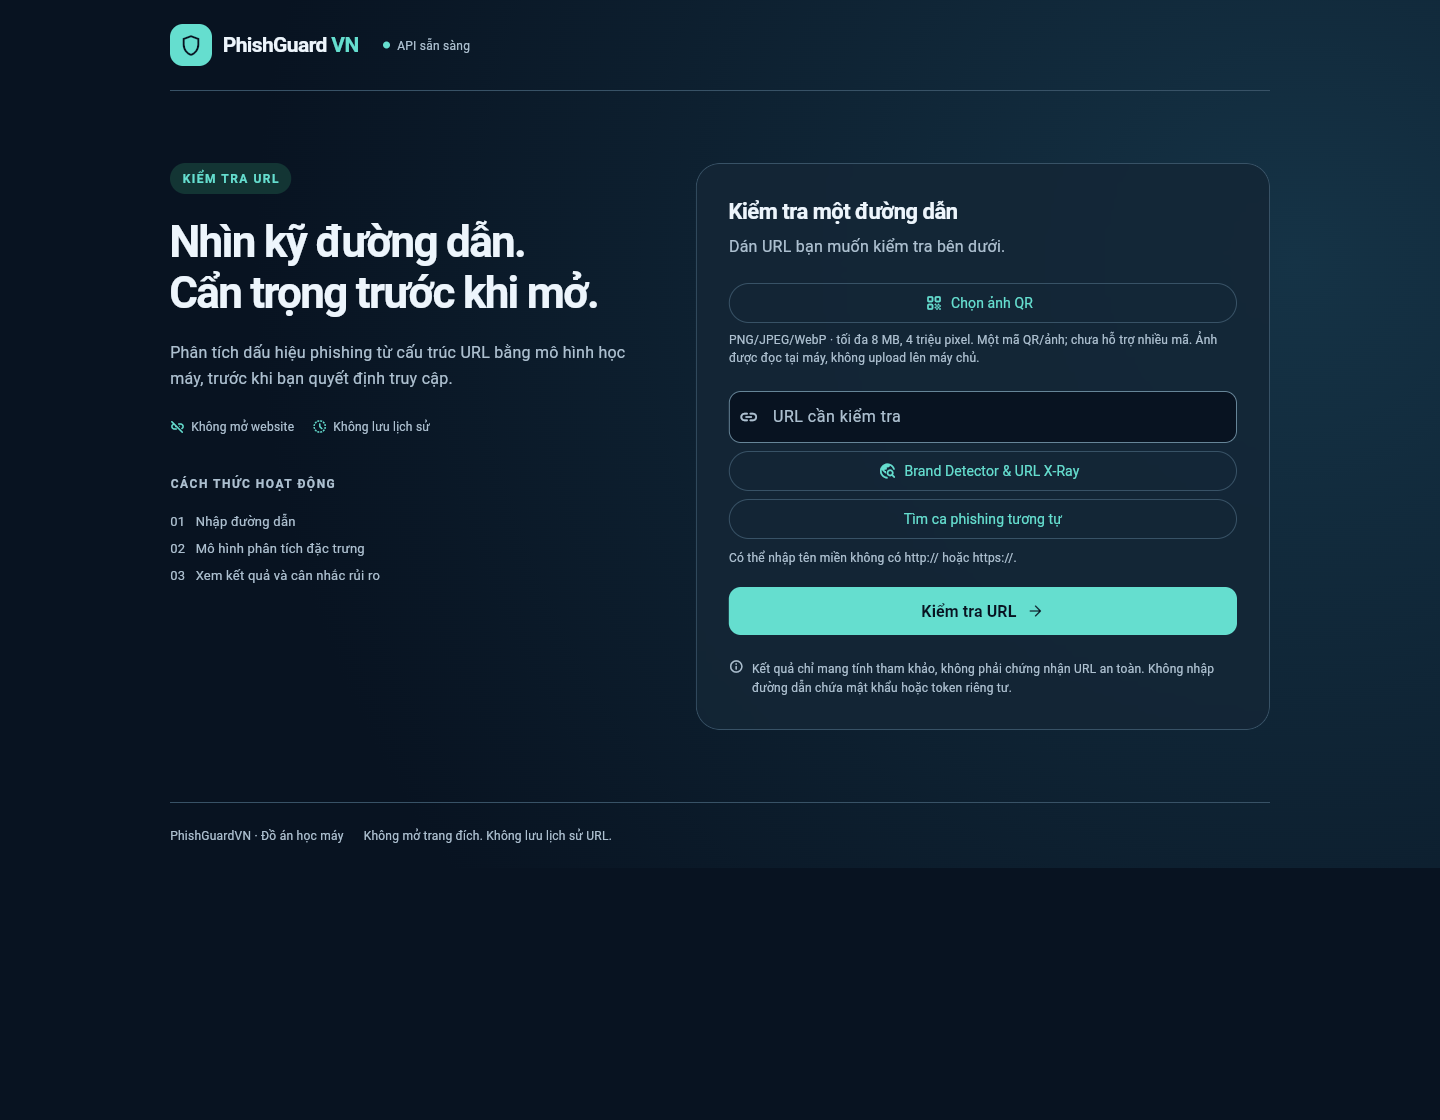 PhishGuard VN
API sẵn sàng
KIỂM TRA URL
Nhìn kỹ đường dẫn.
Cẩn trọng trước khi mở.
Phân tích dấu hiệu phishing từ cấu trúc URL bằng mô hình học
máy, trước khi bạn quyết định truy cập.
Không mở website
Không lưu lịch sử
CÁCH THỨC HOẠT ĐỘNG
01 Nhập đường dẫn
02 Mô hình phân tích đặc trưng
03 Xem kết quả và cân nhắc rủi ro
Kiểm tra một đường dẫn
Dán URL bạn muốn kiểm tra bên dưới.
Chọn ảnh QR
PNG/JPEG/WebP · tối đa 8 MB, 4 triệu pixel. Một mã QR/ảnh; chưa hỗ trợ nhiều mã. Ảnh
được đọc tại máy, không upload lên máy chủ.
URL cần kiểm tra
Brand Detector & URL X-Ray
Tìm ca phishing tương tự
Có thể nhập tên miền không có http:// hoặc https://.
Kiểm tra URL
Kết quả chỉ mang tính tham khảo, không phải chứng nhận URL an toàn. Không nhập
đường dẫn chứa mật khẩu hoặc token riêng tư.
PhishGuardVN · Đồ án học máy
Không mở trang đích. Không lưu lịch sử URL.